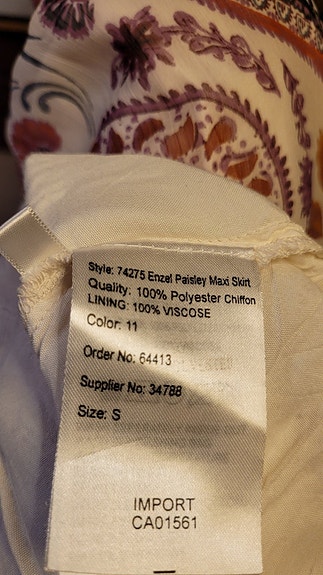 Style: 74275 Enzel Paisley Maxi Skirt
Quality: 100% Polyester Chiffon
LINING: 100% VISCOSE
Color: 11
Order No: 64413
Supplier No: 34788
Size: S
IMPORT
CA01561